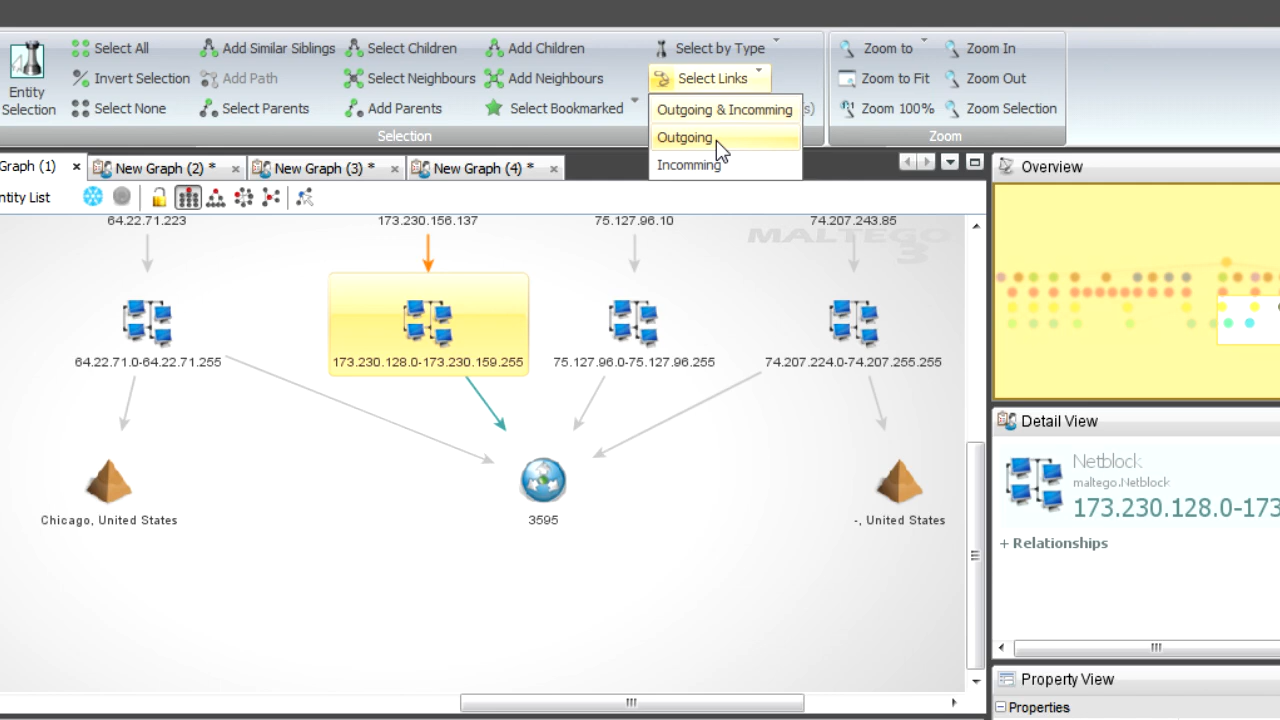 Entity Selection
Select All
Invert Selection
Select None
Add Similar Siblings
Add Path
Select Parents
Select Children
Select Neighbours
Add Parents
Add Children
Add Neighbours
Select Bookmarked
Selection
Select by Type
Select Links
Outgoing & Incomming
Outgoing
Incomming
s)
Zoom to
Zoom to Fit
Zoom 100%
Zoom In
Zoom Out
Zoom Selection
Zoom
Graph (1)
New Graph (2) *
New Graph (3) *
New Graph (4) *
ntity List
64.22.71.223
173.230.156.137
75.127.96.10
74.207.243.85
MALTEGO
3
64.22.71.0-64.22.71.255
173.230.128.0-173.230.159.255
75.127.96.0-75.127.96.255
74.207.224.0-74.207.255.255
Chicago, United States
3595
-, United States
Overview
Detail View
Netblock
maltego.Netblock
173.230.128.0-173
+ Relationships
Property View
Properties